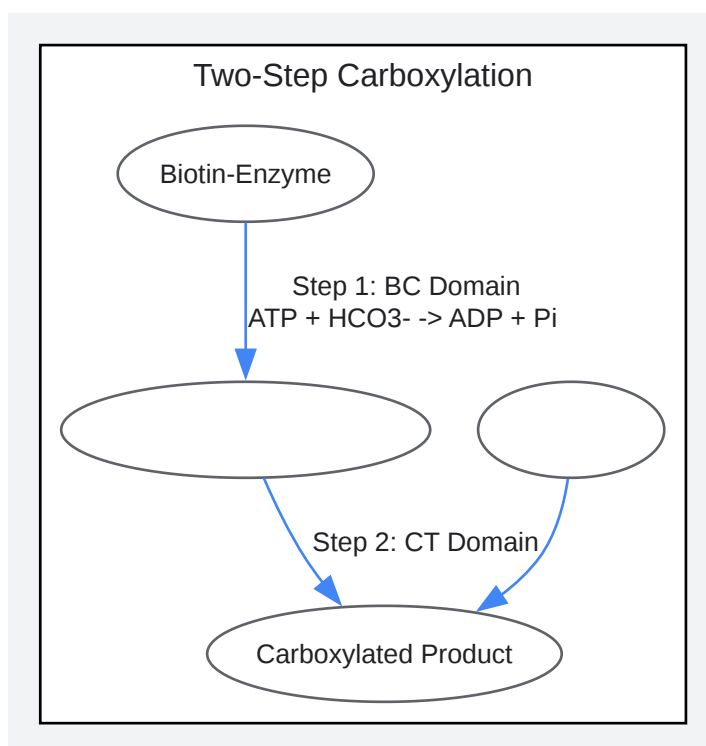 Two-Step Carboxylation
Biotin-Enzyme
Step 1: BC Domain
ATP + HCO3- -> ADP + Pi
Step 2: CT Domain
Carboxylated Product